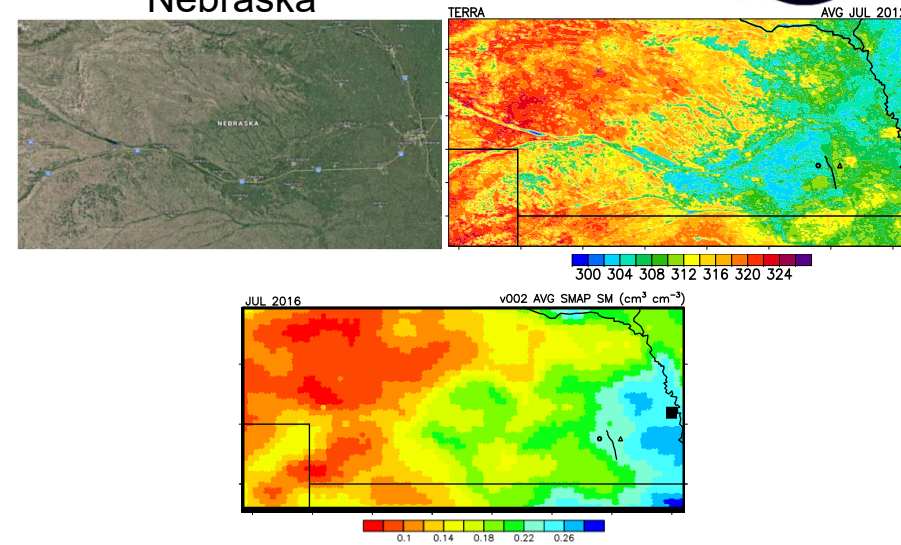 Nebraska
TERRA
AVG JUL 2012
NEBRASKA
300 304 308 312 316 320 324
JUL 2016
v002 AVG SMAP SM (cm³ cm⁻³)
0.1 0.14 0.18 0.22 0.26